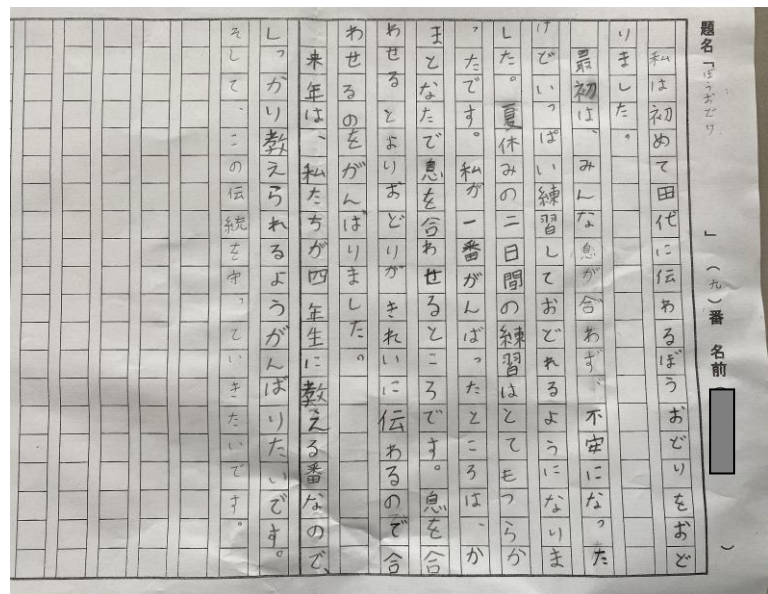 題名「ぼうおどり」(九)番 名前( )
私は初めて田代に伝わるぼうおどりをおど
りました。
最初は、みんな息が合わず、不安になった
けどいっぱい練習しておどれるようになりま
した。夏休みの二日間の練習はとてもつらか
ったです。私が一番がんばったところは、か
まとなたで息を合わせるところです。息を合
わせるとよりおどりがきれいに伝わるので合
わせるのをがんばりました。
来年は、私たちが四年生に教える番なので、
しっかり教えられるようがんばりたいです。
そして、この伝統を守っていきたいです。